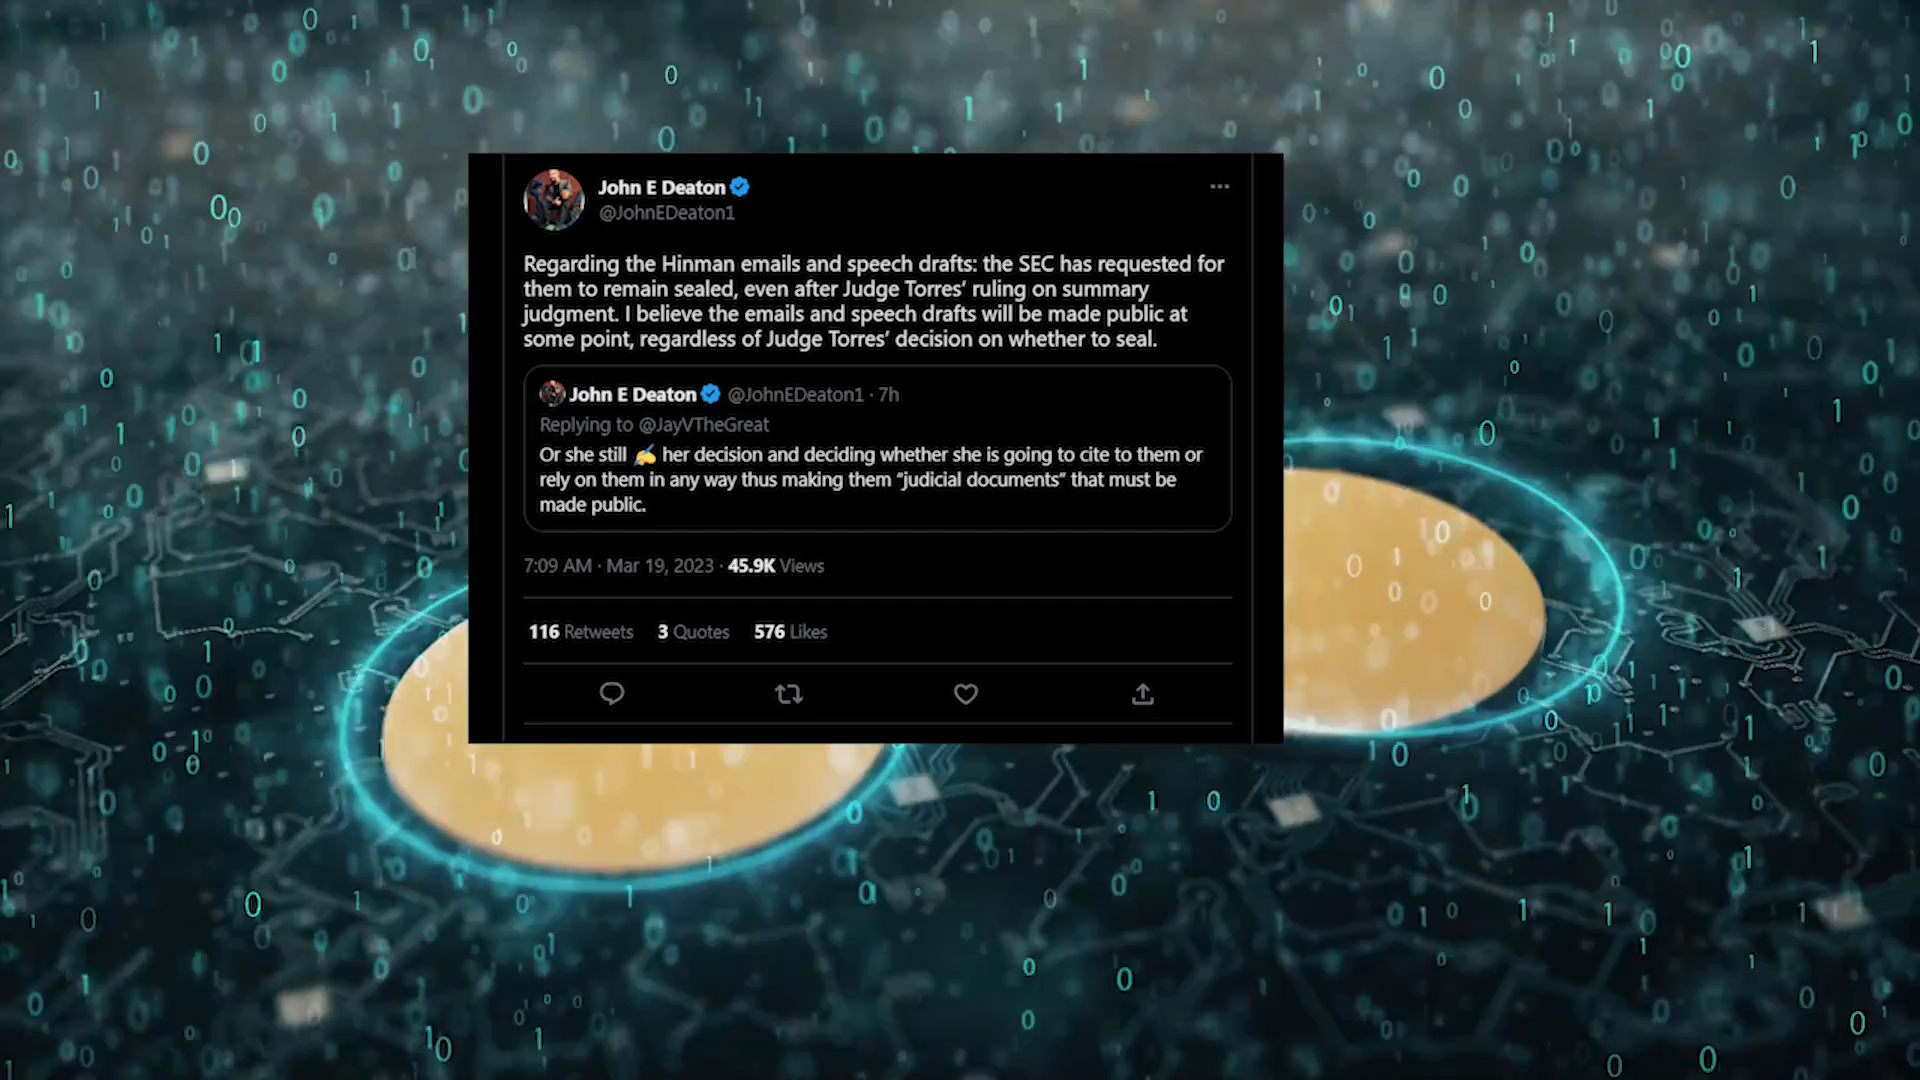 John E Deaton
@JohnEDeaton1
Regarding the Hinman emails and speech drafts: the SEC has requested for
them to remain sealed, even after Judge Torres’ ruling on summary
judgment. I believe the emails and speech drafts will be made public at
some point, regardless of Judge Torres’ decision on whether to seal.
John E Deaton @JohnEDeaton1 · 7h
Replying to @JayVTheGreat
Or she still ✍️ her decision and deciding whether she is going to cite to them or
rely on them in any way thus making them “judicial documents” that must be
made public.
7:09 AM · Mar 19, 2023 · 45.9K Views
116 Retweets 3 Quotes 576 Likes